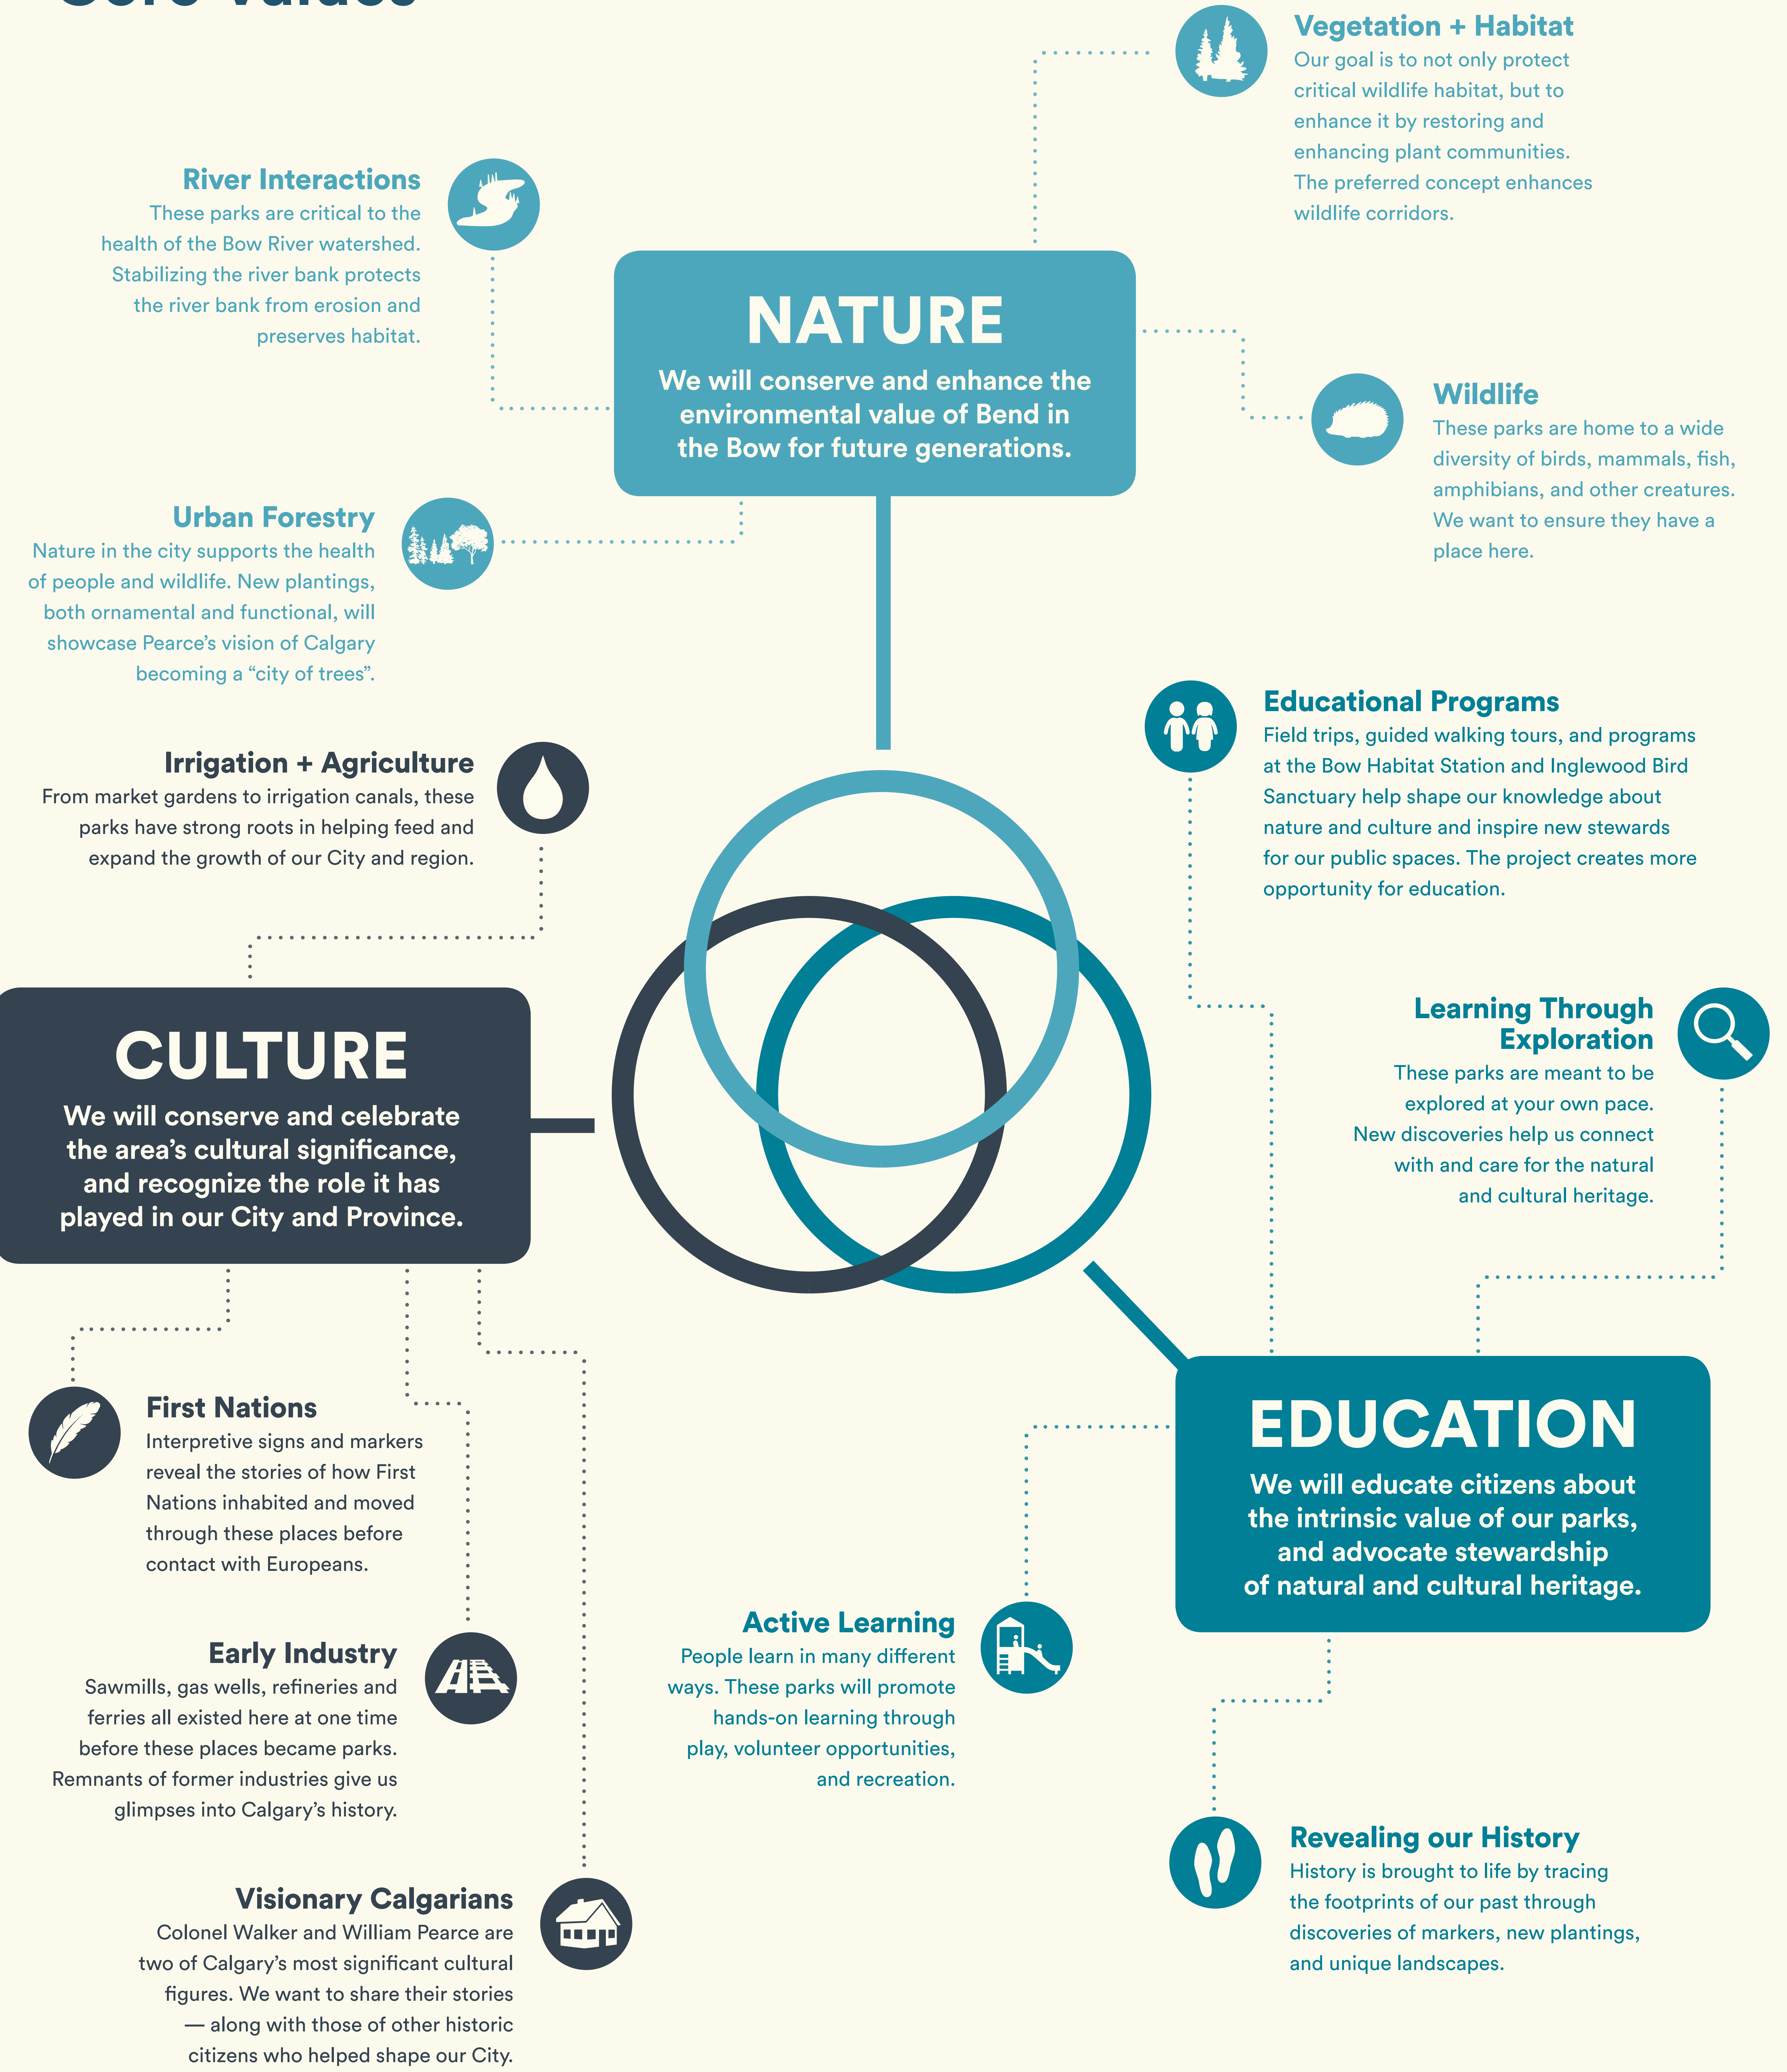 Core Values
Vegetation + Habitat
Our goal is to not only protect
critical wildlife habitat, but to
enhance it by restoring and
enhancing plant communities.
The preferred concept enhances
wildlife corridors.
River Interactions
These parks are critical to the
health of the Bow River watershed.
Stabilizing the river bank protects
the river bank from erosion and
preserves habitat.
NATURE
We will conserve and enhance the
environmental value of Bend in
the Bow for future generations.
Wildlife
These parks are home to a wide
diversity of birds, mammals, fish,
amphibians, and other creatures.
We want to ensure they have a
place here.
Urban Forestry
Nature in the city supports the health
of people and wildlife. New plantings,
both ornamental and functional, will
showcase Pearce’s vision of Calgary
becoming a “city of trees”.
Educational Programs
Field trips, guided walking tours, and programs
at the Bow Habitat Station and Inglewood Bird
Sanctuary help shape our knowledge about
nature and culture and inspire new stewards
for our public spaces. The project creates more
opportunity for education.
Irrigation + Agriculture
From market gardens to irrigation canals, these
parks have strong roots in helping feed and
expand the growth of our City and region.
CULTURE
We will conserve and celebrate
the area’s cultural significance,
and recognize the role it has
played in our City and Province.
Learning Through
Exploration
These parks are meant to be
explored at your own pace.
New discoveries help us connect
with and care for the natural
and cultural heritage.
First Nations
Interpretive signs and markers
reveal the stories of how First
Nations inhabited and moved
through these places before
contact with Europeans.
EDUCATION
We will educate citizens about
the intrinsic value of our parks,
and advocate stewardship
of natural and cultural heritage.
Early Industry
Sawmills, gas wells, refineries and
ferries all existed here at one time
before these places became parks.
Remnants of former industries give us
glimpses into Calgary’s history.
Active Learning
People learn in many different
ways. These parks will promote
hands-on learning through
play, volunteer opportunities,
and recreation.
Revealing our History
History is brought to life by tracing
the footprints of our past through
discoveries of markers, new plantings,
and unique landscapes.
Visionary Calgarians
Colonel Walker and William Pearce are
two of Calgary’s most significant cultural
figures. We want to share their stories
— along with those of other historic
citizens who helped shape our City.